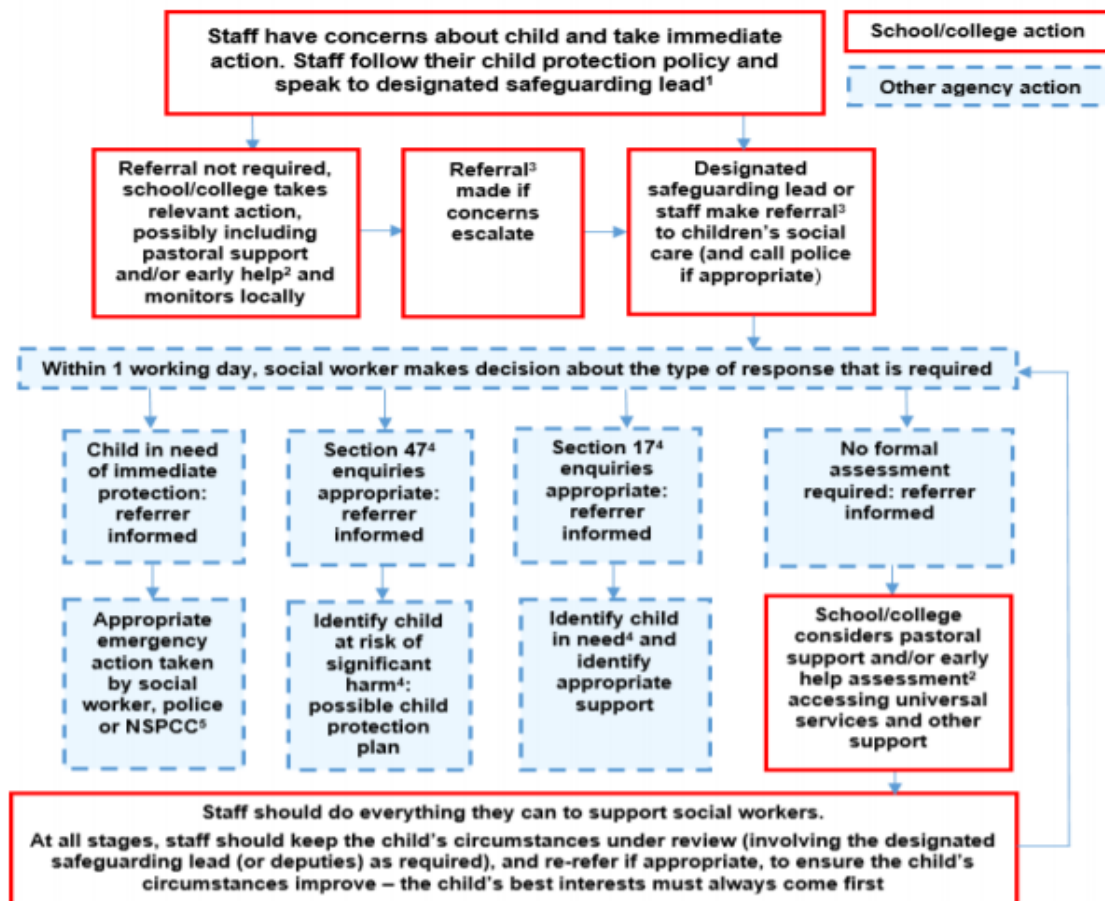 Staff have concerns about child and take immediate
action. Staff follow their child protection policy and
speak to designated safeguarding lead¹
School/college action
Other agency action
Referral not required,
school/college takes
relevant action,
possibly including
pastoral support
and/or early help² and
monitors locally
Referral³
made if
concerns
escalate
Designated
safeguarding lead or
staff make referral³
to children's social
care (and call police
if appropriate)
Within 1 working day, social worker makes decision about the type of response that is required
Child in need
of immediate
protection:
referrer
informed
Section 47⁴
enquiries
appropriate:
referrer
informed
Section 17⁴
enquiries
appropriate:
referrer
informed
No formal
assessment
required: referrer
informed
Appropriate
emergency
action taken
by social
worker, police
or NSPCC⁵
Identify child
at risk of
significant
harm⁴:
possible child
protection
plan
Identify child
in need⁴ and
identify
appropriate
support
School/college
considers pastoral
support and/or early
help assessment²
accessing universal
services and other
support
Staff should do everything they can to support social workers.
At all stages, staff should keep the child's circumstances under review (involving the designated
safeguarding lead (or deputies) as required), and re-refer if appropriate, to ensure the child's
circumstances improve – the child's best interests must always come first